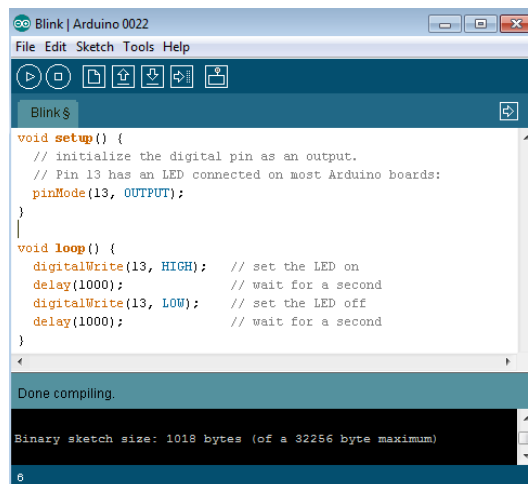 Blink | Arduino 0022
File Edit Sketch Tools Help
Blink §
void setup() {
  // initialize the digital pin as an output.
  // Pin 13 has an LED connected on most Arduino boards:
  pinMode(13, OUTPUT);
}

void loop() {
  digitalWrite(13, HIGH);   // set the LED on
  delay(1000);              // wait for a second
  digitalWrite(13, LOW);    // set the LED off
  delay(1000);              // wait for a second
}
Done compiling.
Binary sketch size: 1018 bytes (of a 32256 byte maximum)
6